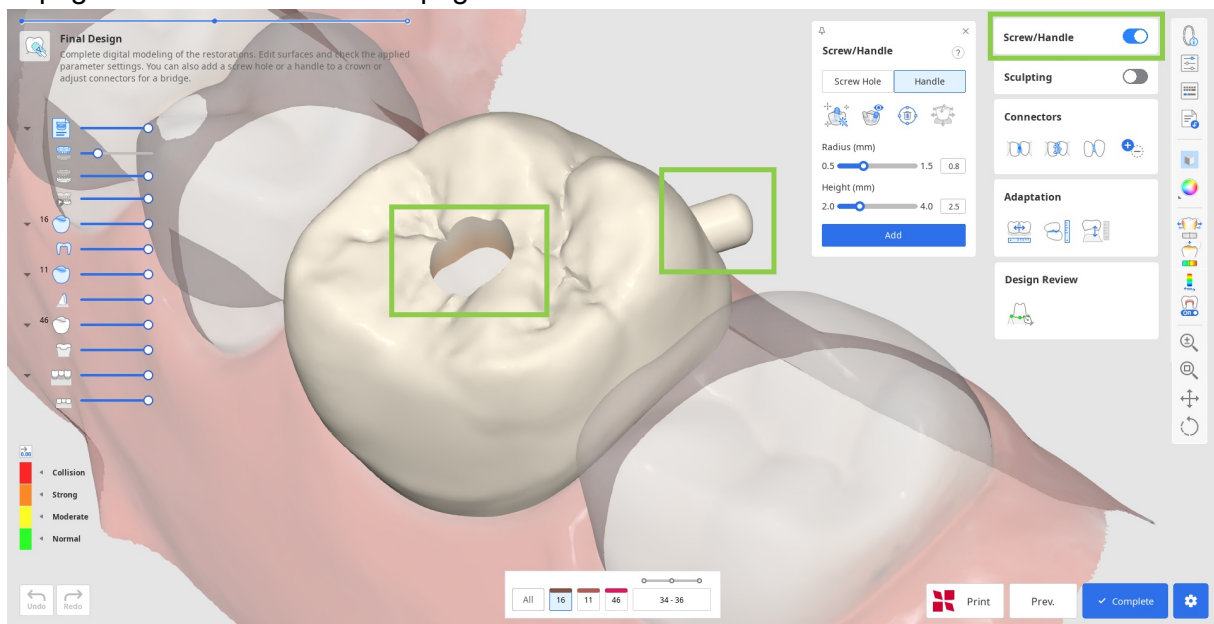 Final Design
Complete digital modeling of the restorations. Edit surfaces and check the applied
parameter settings. You can also add a screw hole or a handle to a crown or
adjust connectors for a bridge.
16
11
46
0.00
Collision
Strong
Moderate
Normal
Undo
Redo
Screw/Handle
?
Screw Hole
Handle
Radius (mm)
0.5
1.5
0.8
Height (mm)
2.0
4.0
2.5
Add
Screw/Handle
Sculpting
Connectors
Adaptation
Design Review
ON
All
16
11
46
34 - 36
Print
Prev.
Complete